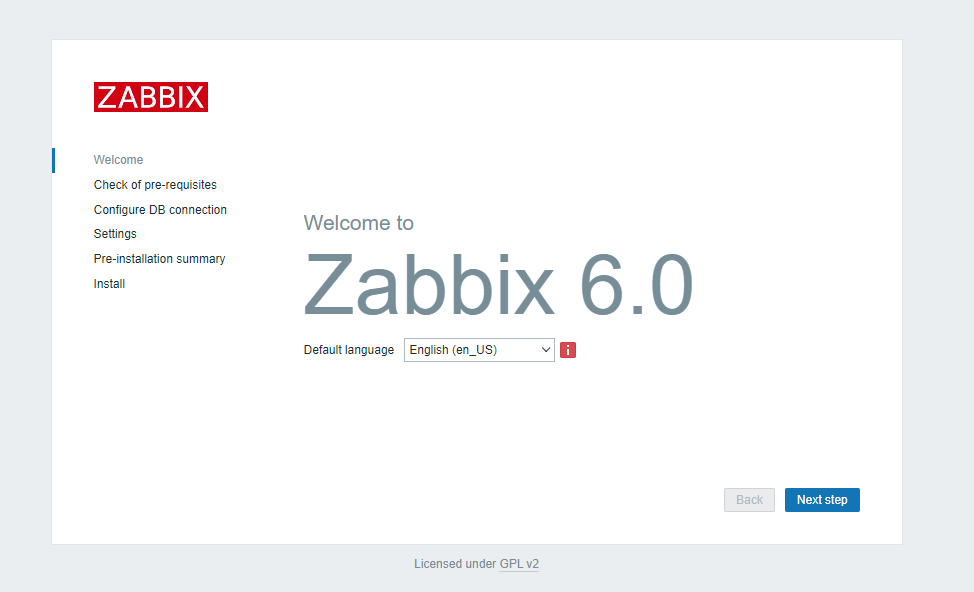 ZABBIX
Welcome
Check of pre-requisites
Configure DB connection
Settings
Pre-installation summary
Install
Welcome to
Zabbix 6.0
Default language English (en_US) i
Back Next step
Licensed under GPL v2